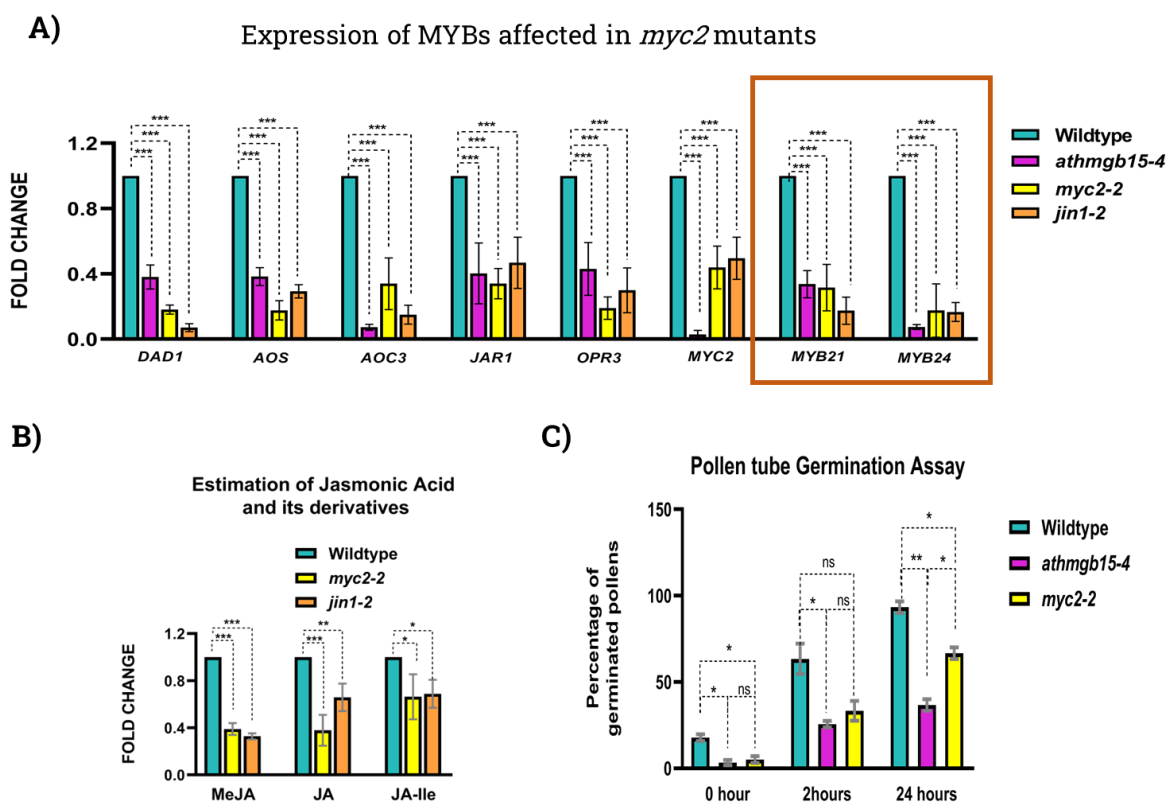 A)
Expression of MYBs affected in myc2 mutants
FOLD CHANGE
1.2
0.8
0.4
0.0
*** *** ***
*** *** ***
*** *** ***
*** *** ***
*** *** ***
*** *** ***
*** *** ***
*** *** ***
DAD1 AOS AOC3 JAR1 OPR3 MYC2 MYB21 MYB24
Wildtype
athmgb15-4
myc2-2
jin1-2
B)
Estimation of Jasmonic Acid
and its derivatives
Wildtype
myc2-2
jin1-2
FOLD CHANGE
1.2
0.8
0.4
0.0
*** ***
** ***
* *
MeJA JA JA-Ile
C)
Pollen tube Germination Assay
Percentage of
germinated pollens
150
100
50
0
* * ns
ns * ns
* ** *
0 hour 2hours 24 hours
Wildtype
athmgb15-4
myc2-2